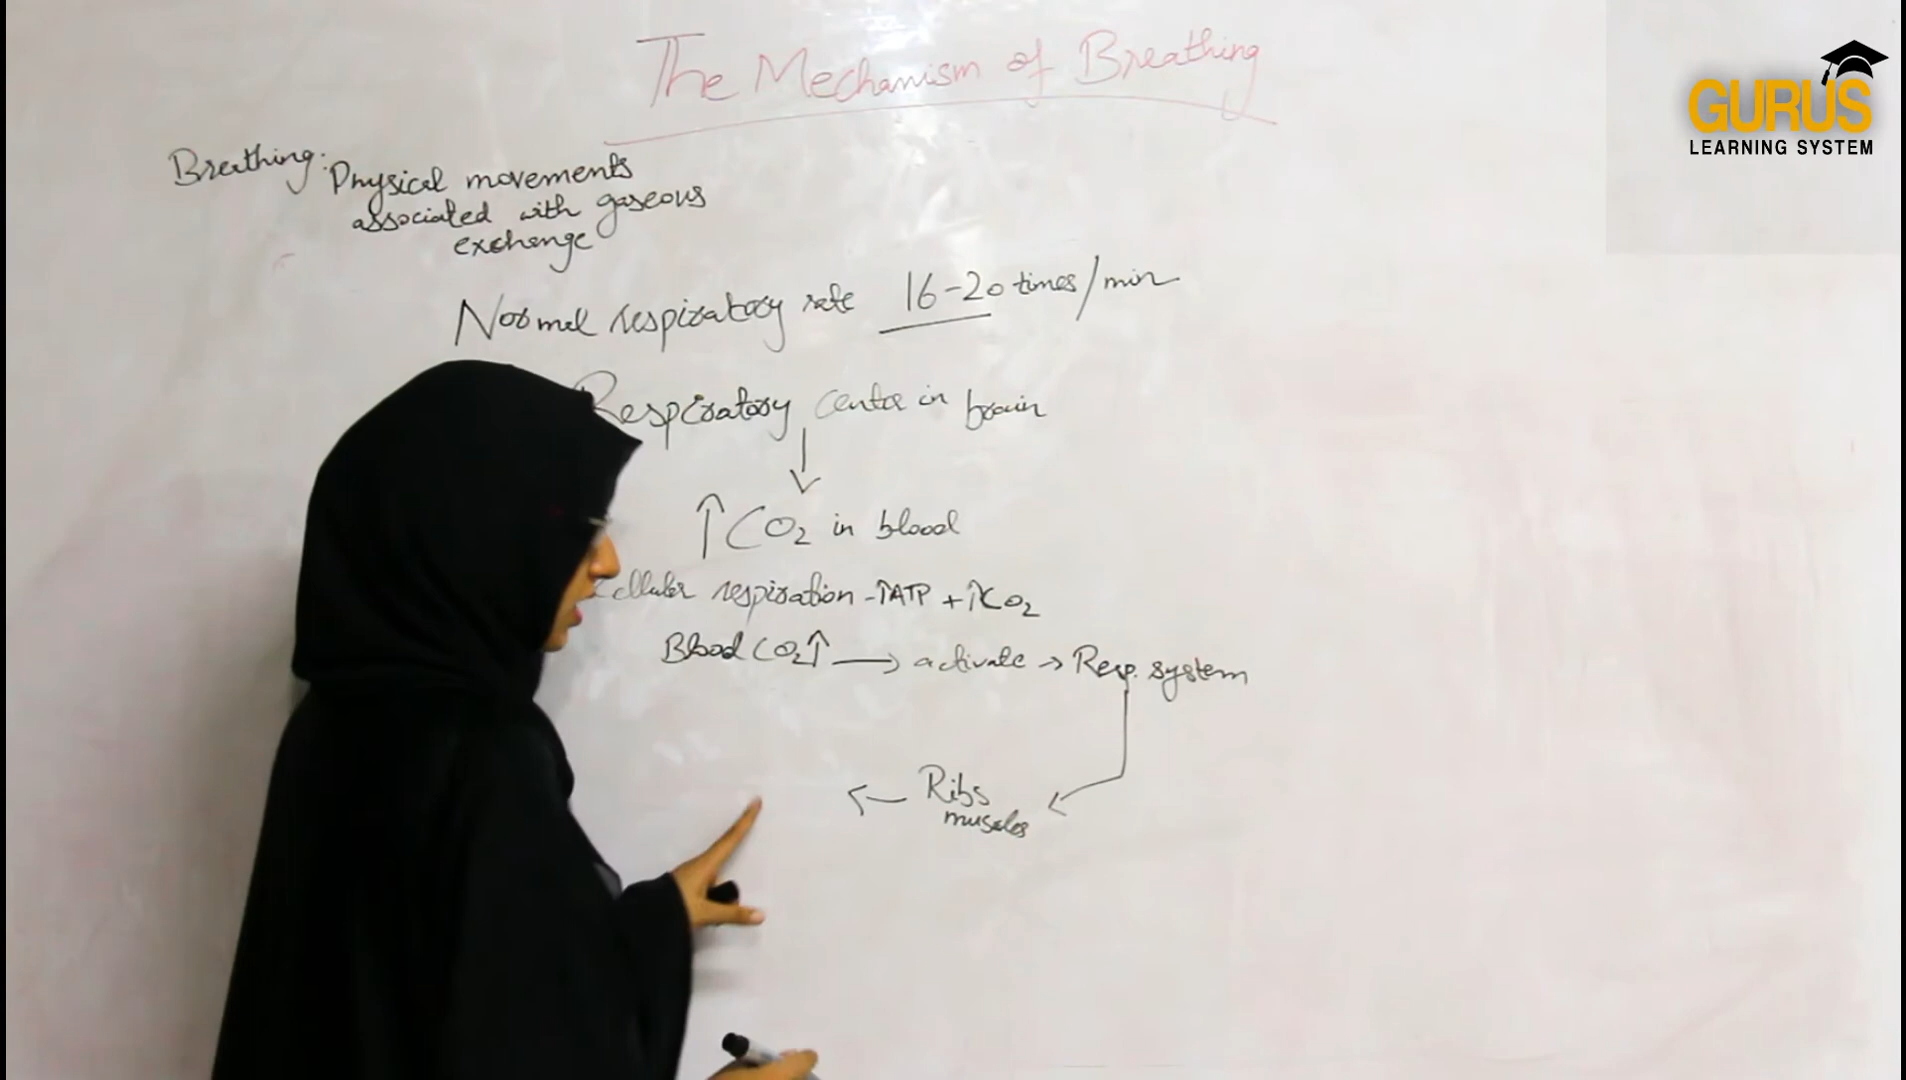 The Mechanism of Breathing
GURUS
LEARNING SYSTEM
Breathing: Physical movements
associated with gaseous
exchange
Normal respiratory rate 16-20 times/min
Respiratory centre in brain
↓
↑ CO2 in blood
Cellular respiration - ↑ATP + ↑CO2
Blood CO2↑ → activate → Resp. system
← Ribs
muscles